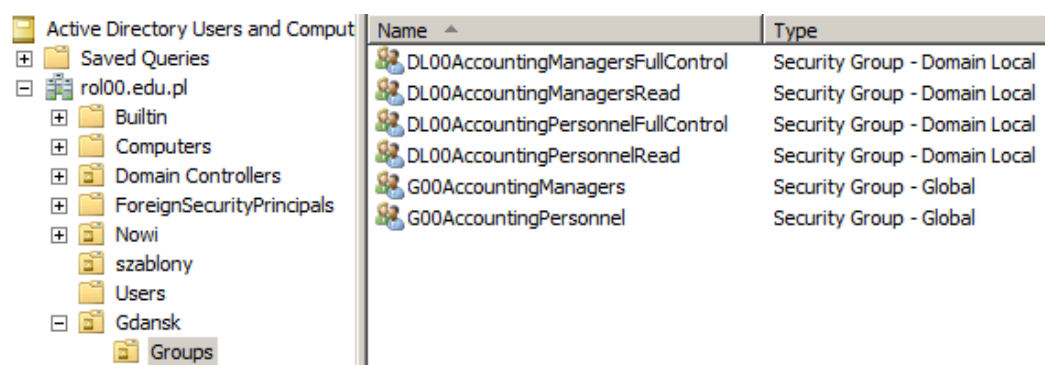 Active Directory Users and Comput
Saved Queries
rol00.edu.pl
Builtin
Computers
Domain Controllers
ForeignSecurityPrincipals
Nowi
szablony
Users
Gdansk
Groups
Name Type
DL00AccountingManagersFullControl Security Group - Domain Local
DL00AccountingManagersRead Security Group - Domain Local
DL00AccountingPersonnelFullControl Security Group - Domain Local
DL00AccountingPersonnelRead Security Group - Domain Local
G00AccountingManagers Security Group - Global
G00AccountingPersonnel Security Group - Global